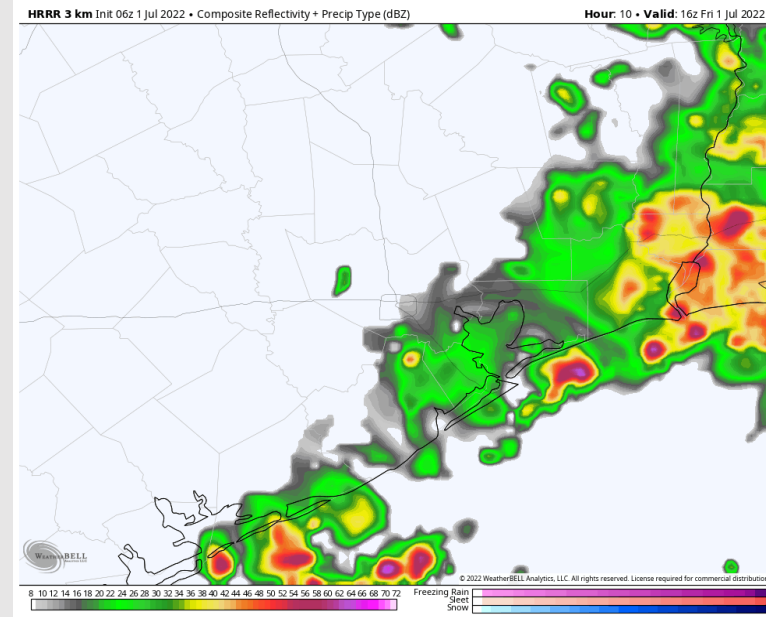 HRRR 3 km Init 06z 1 Jul 2022 • Composite Reflectivity + Precip Type (dBZ)
Hour: 10 • Valid: 16z Fri 1 Jul 2022
WEATHERBELL
© 2022 WeatherBELL Analytics, LLC. All rights reserved. License required for commercial distribution
8 10 12 14 16 18 20 22 24 26 28 30 32 34 36 38 40 42 44 46 48 50 52 54 56 58 60 62 64 66 68 70 72
Freezing Rain
Sleet
Snow